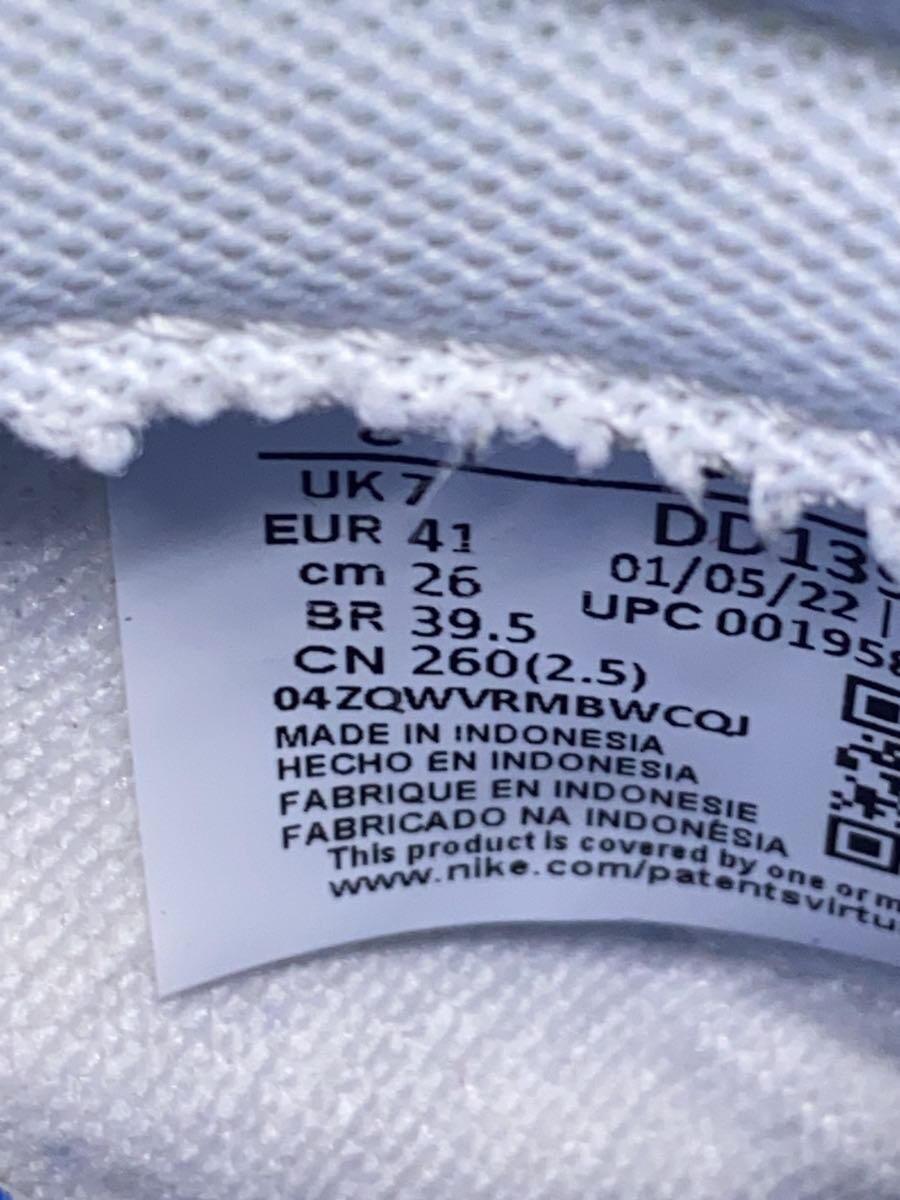 UK 7
EUR 41
cm 26
BR 39.5
CN 260(2.5)
04ZQWVRMBWCQJ
MADE IN INDONESIA
HECHO EN INDONESIA
FABRIQUE EN INDONESIE
FABRICADO NA INDONÉSIA
This product is covered by one or m
www.nike.com/patentsvirtu
DD139
01/05/22 |
UPC 001958